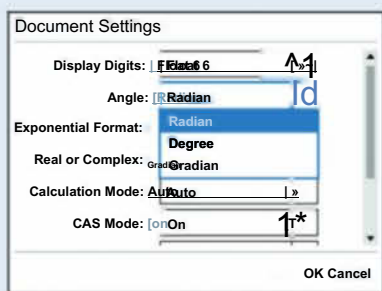 Document Settings
Display Digits: Float 6
Angle: Radian
Radian
Exponential Format:
Degree
Real or Complex: Gradian
Calculation Mode: Auto
CAS Mode: On
OK Cancel